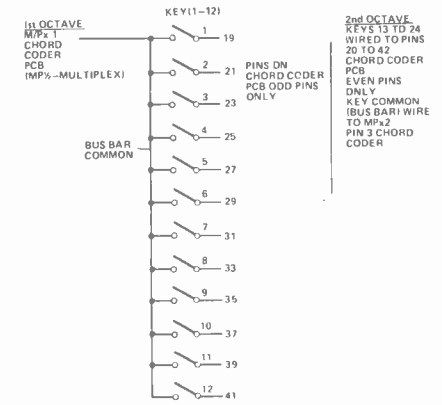 KEY(1-12)
1st OCTAVE
M/Px 1
CHORD
CODER
PCB
(MP½-MULTIPLEX)
BUS BAR
COMMON
1 19
2 21
3 23
4 25
5 27
6 29
7 31
8 33
9 35
10 37
11 39
12 41
PINS ON
CHORD CODER
PCB ODD PINS
ONLY
2nd OCTAVE
KEYS 13 TO 24
WIRED TO PINS
20 TO 42
CHORD CODER
PCB
EVEN PINS
ONLY
KEY COMMON
(BUS BAR) WIRE
TO MPx2
PIN 3 CHORD
CODER